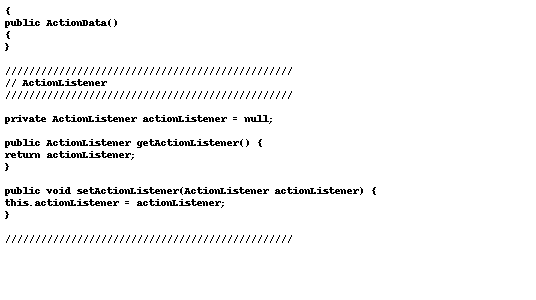 {
public ActionData()
{
}
////////////////////////////////////////////////
// ActionListener
////////////////////////////////////////////////
private ActionListener actionListener = null;
public ActionListener getActionListener() {
return actionListener;
}
public void setActionListener(ActionListener actionListener) {
this.actionListener = actionListener;
}
////////////////////////////////////////////////